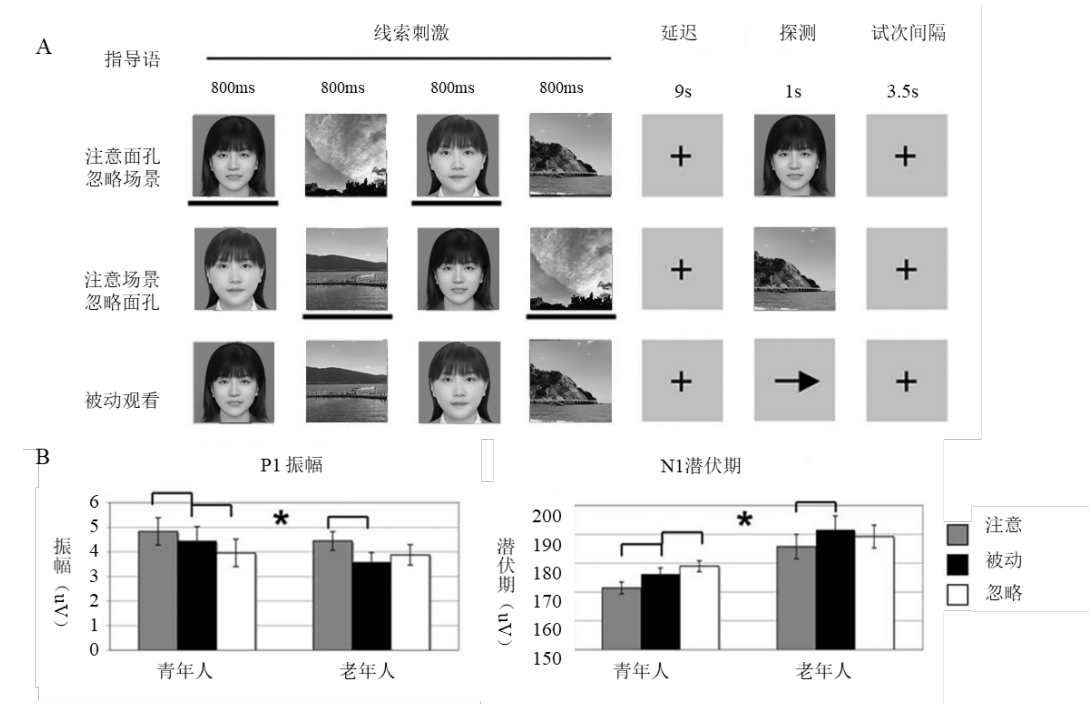 A
指导语
线索刺激
延迟
探测
试次间隔
800ms
800ms
800ms
800ms
9s
1s
3.5s
注意面孔
忽略场景
注意场景
忽略面孔
被动观看
B
P1 振幅
振幅（uV）
6
5
4
3
2
1
0
*
青年人
老年人
N1潜伏期
潜伏期（uV）
200
190
180
170
160
150
*
青年人
老年人
注意
被动
忽略